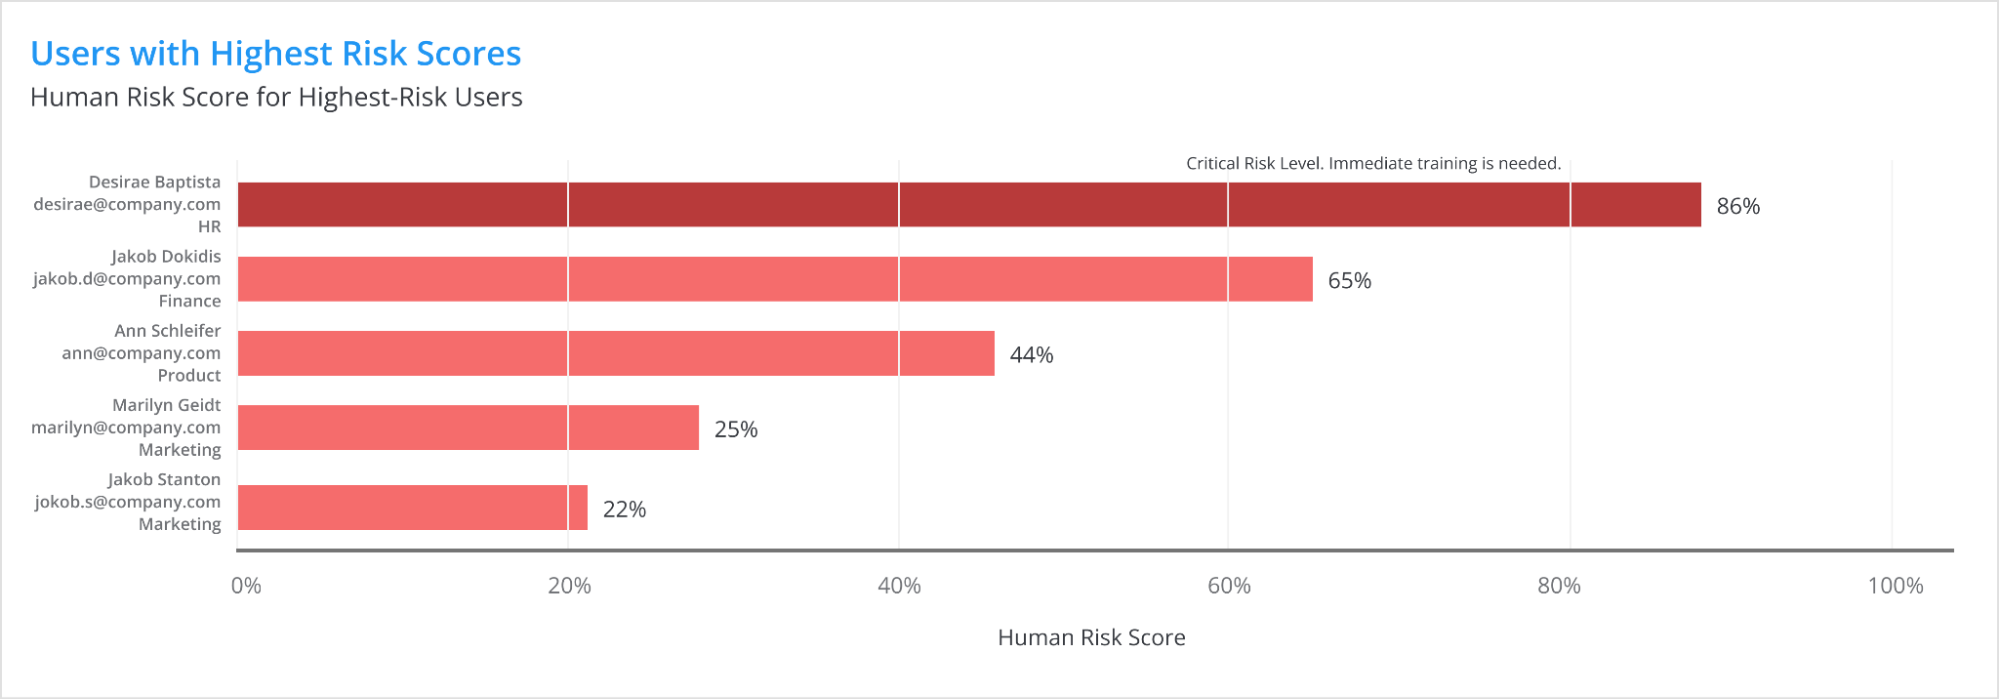 Users with Highest Risk Scores
Human Risk Score for Highest-Risk Users
Critical Risk Level. Immediate training is needed.
Desirae Baptista
desirae@company.com
HR
86%
Jakob Dokidis
jakob.d@company.com
Finance
65%
Ann Schleifer
ann@company.com
Product
44%
Marilyn Geidt
marilyn@company.com
Marketing
25%
Jakob Stanton
jokob.s@company.com
Marketing
22%
0% 20% 40% 60% 80% 100%
Human Risk Score